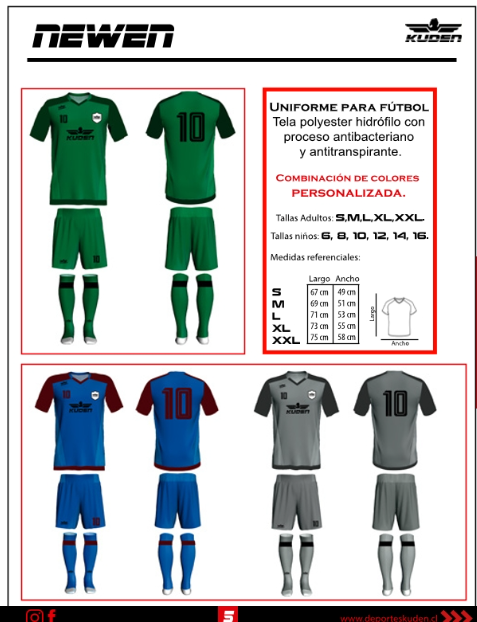 NEWEN
KUDEN
UNIFORME PARA FÚTBOL
Tela polyester hidrófilo con
proceso antibacteriano
y antitranspirante.
COMBINACIÓN DE COLORES
PERSONALIZADA.
Tallas Adultos: S,M,L,XL,XXL.
Tallas niños: 6, 8, 10, 12, 14, 16.
Medidas referenciales:
Largo Ancho
S 67 cm 49 cm
M 69 cm 51 cm
L 71 cm 53 cm
XL 73 cm 55 cm
XXL 75 cm 58 cm
Largo
Ancho
10
KUDEN
10
10
10
KUDEN
10
10
10
KUDEN
10
10
5
www.deporteskuden.cl